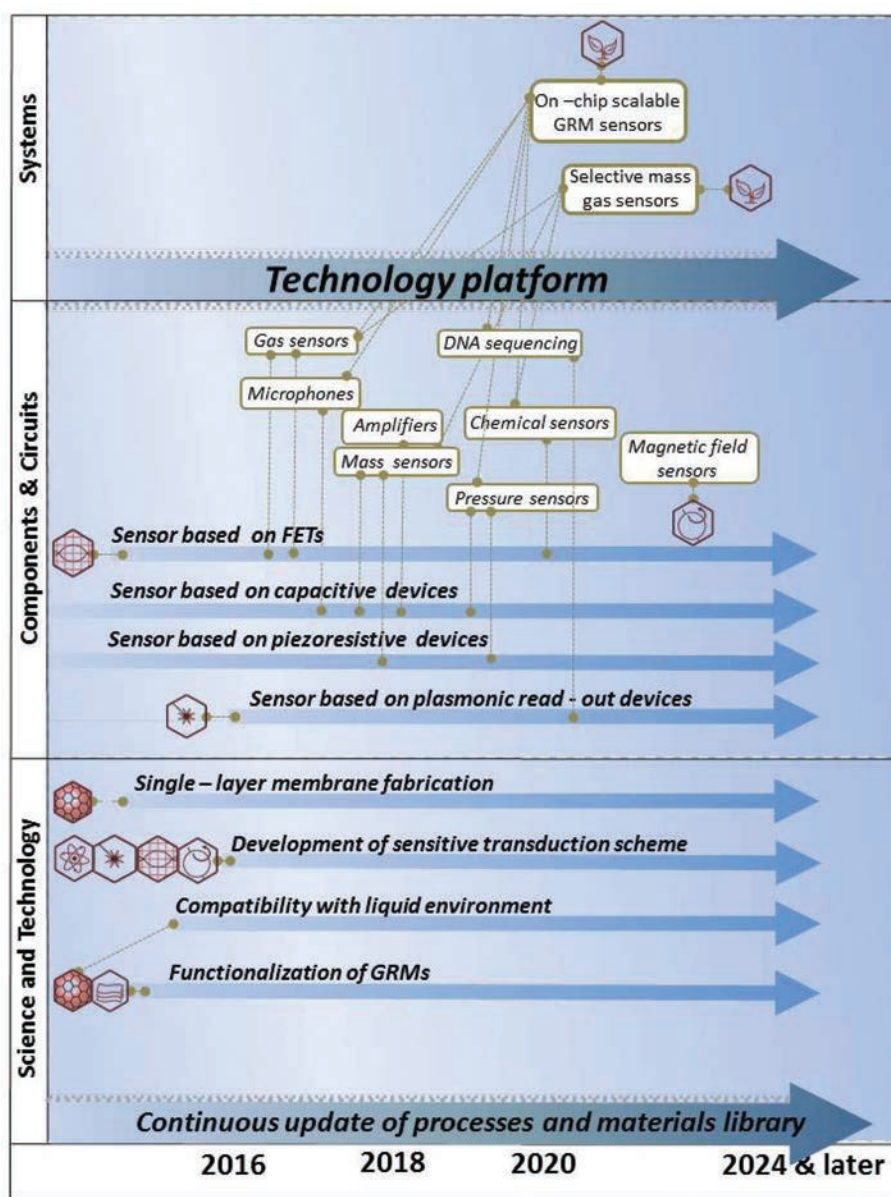 Systems
On –chip scalable
GRM sensors
Selective mass
gas sensors
Technology platform
Components & Circuits
Gas sensors
DNA sequencing
Microphones
Amplifiers
Chemical sensors
Mass sensors
Magnetic field
sensors
Pressure sensors
Sensor based on FETs
Sensor based on capacitive devices
Sensor based on piezoresistive devices
Sensor based on plasmonic read - out devices
Science and Technology
Single – layer membrane fabrication
Development of sensitive transduction scheme
Compatibility with liquid environment
Functionalization of GRMs
Continuous update of processes and materials library
2016 2018 2020 2024 & later